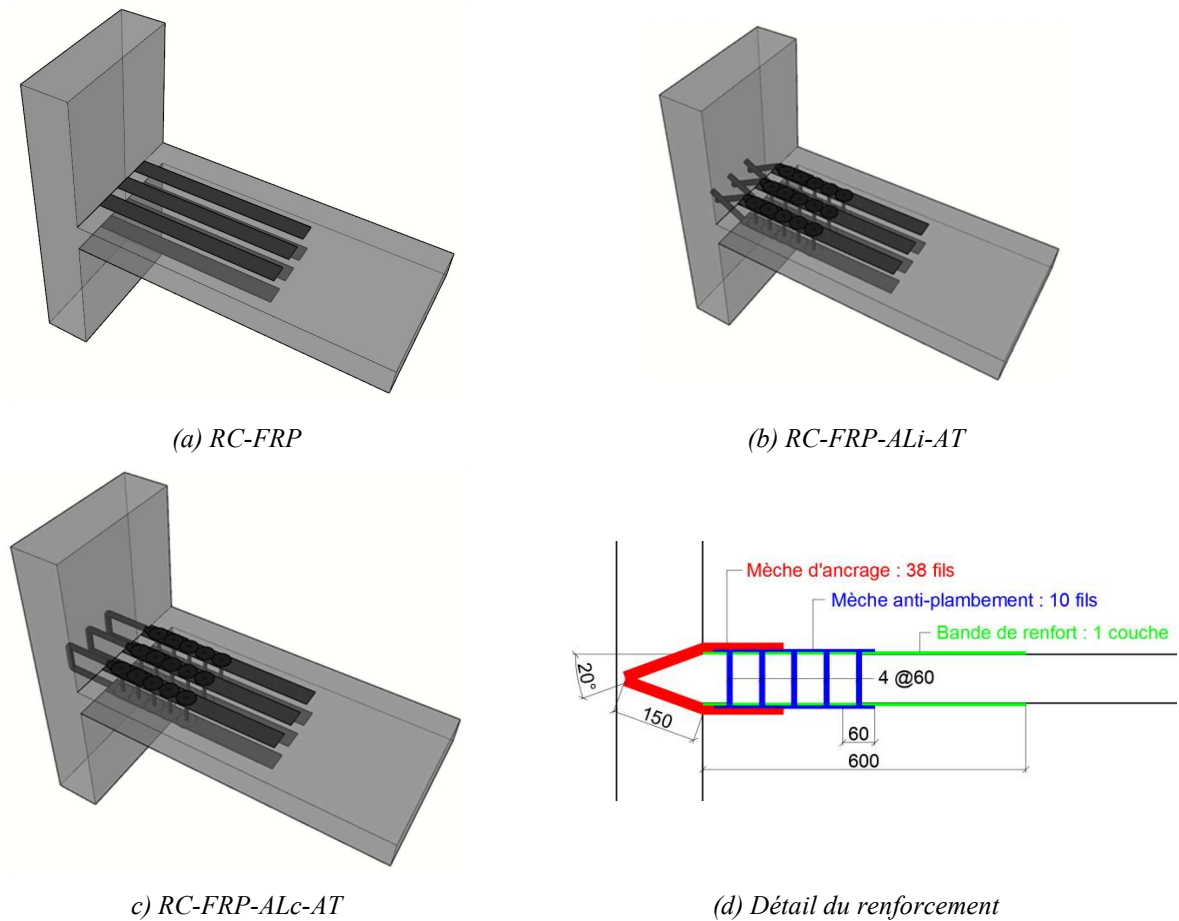 (a) RC-FRP
(b) RC-FRP-ALi-AT
c) RC-FRP-ALc-AT
Mèche d'ancrage : 38 fils
Mèche anti-plambement : 10 fils
Bande de renfort : 1 couche
20°
4 @60
150
60
600
(d) Détail du renforcement